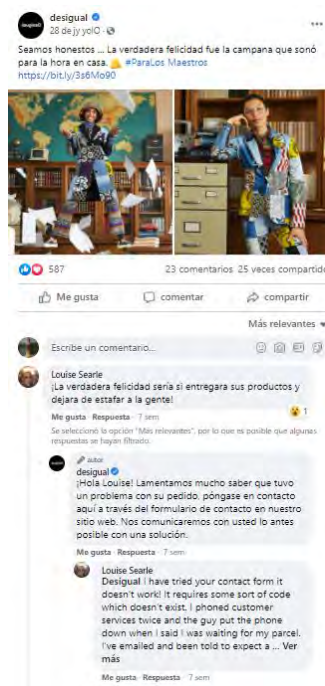 desigual
28 de jy yolO
Seamos honestos ... La verdadera felicidad fue la campana que sonó
para la hora en casa. 🔔 #ParaLos Maestros
https://bit.ly/3s6Mo90
587
23 comentarios 25 veces compartido
Me gusta comentar compartir
Más relevantes
Escribe un comentario...
Louise Searle
¡La verdadera felicidad sería si entregara sus productos y
dejara de estafar a la gente!
Me gusta · Respuesta · 7 sem
1
Se seleccionó la opción "Más relevantes", por lo que es posible que algunas
respuestas se hayan filtrado.
autor
desigual
¡Hola Louise! Lamentamos mucho saber que tuvo
un problema con su pedido, póngase en contacto
aquí a través del formulario de contacto en nuestro
sitio web. Nos comunicaremos con usted lo antes
posible con una solución.
Me gusta · Respuesta · 7 sem
Louise Searle
Desigual I have tried your contact form it
doesn't work! It requires some sort of code
which doesn't exist. I phoned customer
services twice and the guy put the phone
down when I said I was waiting for my parcel.
I've emailed and been told to expect a ... Ver
más
Me gusta · Respuesta · 7 sem